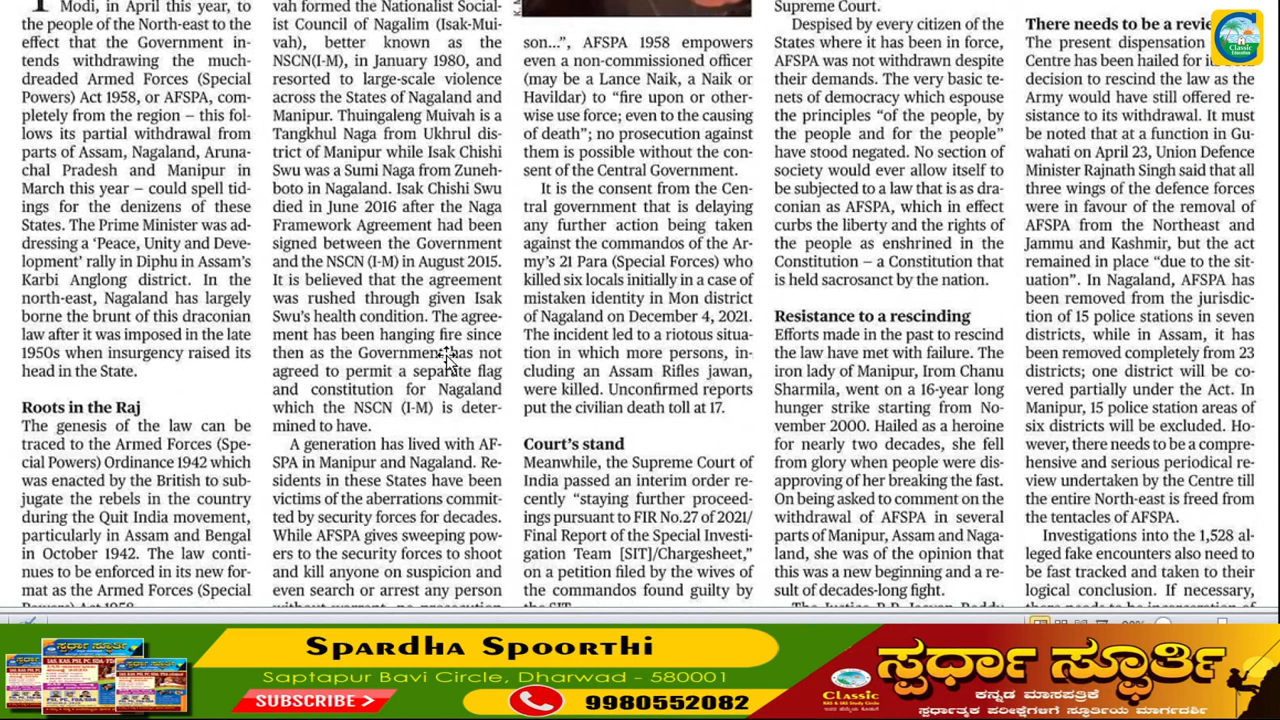 Modi, in April this year, to
the people of the North-east to the
effect that the Government in-
tends withdrawing the much-
dreaded Armed Forces (Special
Powers) Act 1958, or AFSPA, com-
pletely from the region – this fol-
lows its partial withdrawal from
parts of Assam, Nagaland, Aruna-
chal Pradesh and Manipur in
March this year – could spell tid-
ings for the denizens of these
States. The Prime Minister was ad-
dressing a ‘Peace, Unity and Deve-
lopment’ rally in Diphu in Assam’s
Karbi Anglong district. In the
north-east, Nagaland has largely
borne the brunt of this draconian
law after it was imposed in the late
1950s when insurgency raised its
head in the State.
Roots in the Raj
The genesis of the law can be
traced to the Armed Forces (Spe-
cial Powers) Ordinance 1942 which
was enacted by the British to sub-
jugate the rebels in the country
during the Quit India movement,
particularly in Assam and Bengal
in October 1942. The law conti-
nues to be enforced in its new for-
mat as the Armed Forces (Special
Powers) Act 1958
vah formed the Nationalist Social-
ist Council of Nagalim (Isak-Mui-
vah), better known as the
NSCN(I-M), in January 1980, and
resorted to large-scale violence
across the States of Nagaland and
Manipur. Thuingaleng Muivah is a
Tangkhul Naga from Ukhrul dis-
trict of Manipur while Isak Chishi
Swu was a Sumi Naga from Zuneh-
boto in Nagaland. Isak Chishi Swu
died in June 2016 after the Naga
Framework Agreement had been
signed between the Government
and the NSCN (I-M) in August 2015.
It is believed that the agreement
was rushed through given Isak
Swu’s health condition. The agree-
ment has been hanging fire since
then as the Government has not
agreed to permit a separate flag
and constitution for Nagaland
which the NSCN (I-M) is deter-
mined to have.
A generation has lived with AF-
SPA in Manipur and Nagaland. Re-
sidents in these States have been
victims of the aberrations commit-
ted by security forces for decades.
While AFSPA gives sweeping pow-
ers to the security forces to shoot
and kill anyone on suspicion and
even search or arrest any person
without warrant, no prosecution
son...”, AFSPA 1958 empowers
even a non-commissioned officer
(may be a Lance Naik, a Naik or
Havildar) to “fire upon or other-
wise use force; even to the causing
of death”; no prosecution against
them is possible without the con-
sent of the Central Government.
It is the consent from the Cen-
tral government that is delaying
any further action being taken
against the commandos of the Ar-
my’s 21 Para (Special Forces) who
killed six locals initially in a case of
mistaken identity in Mon district
of Nagaland on December 4, 2021.
The incident led to a riotous situa-
tion in which more persons, in-
cluding an Assam Rifles jawan,
were killed. Unconfirmed reports
put the civilian death toll at 17.
Court’s stand
Meanwhile, the Supreme Court of
India passed an interim order re-
cently “staying further proceed-
ings pursuant to FIR No.27 of 2021/
Final Report of the Special Investi-
gation Team [SIT]/Chargesheet,”
on a petition filed by the wives of
the commandos found guilty by
the SIT
Supreme Court.
Despised by every citizen of the
States where it has been in force,
AFSPA was not withdrawn despite
their demands. The very basic te-
nets of democracy which espouse
the principles “of the people, by
the people and for the people”
have stood negated. No section of
society would ever allow itself to
be subjected to a law that is as dra-
conian as AFSPA, which in effect
curbs the liberty and the rights of
the people as enshrined in the
Constitution – a Constitution that
is held sacrosanct by the nation.
Resistance to a rescinding
Efforts made in the past to rescind
the law have met with failure. The
iron lady of Manipur, Irom Chanu
Sharmila, went on a 16-year long
hunger strike starting from No-
vember 2000. Hailed as a heroine
for nearly two decades, she fell
from glory when people were dis-
approving of her breaking the fast.
On being asked to comment on the
withdrawal of AFSPA in several
parts of Manipur, Assam and Naga-
land, she was of the opinion that
this was a new beginning and a re-
sult of decades-long fight.
The Justice B.P. Jeevan Reddy
There needs to be a revie
The present dispensation
Centre has been hailed for
decision to rescind the law as the
Army would have still offered re-
sistance to its withdrawal. It must
be noted that at a function in Gu-
wahati on April 23, Union Defence
Minister Rajnath Singh said that all
three wings of the defence forces
were in favour of the removal of
AFSPA from the Northeast and
Jammu and Kashmir, but the act
remained in place “due to the sit-
uation”. In Nagaland, AFSPA has
been removed from the jurisdic-
tion of 15 police stations in seven
districts, while in Assam, it has
been removed completely from 23
districts; one district will be co-
vered partially under the Act. In
Manipur, 15 police station areas of
six districts will be excluded. Ho-
wever, there needs to be a compre-
hensive and serious periodical re-
view undertaken by the Centre till
the entire North-east is freed from
the tentacles of AFSPA.
Investigations into the 1,528 al-
leged fake encounters also need to
be fast tracked and taken to their
logical conclusion. If necessary,
there needs to be incarceration of
Classic
Education
Spardha Spoorthi
Saptapur Bavi Circle, Dharwad - 580001
SUBSCRIBE
9980552082
ಸ್ಪರ್ಧಾ ಸ್ಫೂರ್ತಿ
Classic
ಕನ್ನಡ ಮಾಸಪತ್ರಿಕೆ
ಸ್ಪರ್ಧಾತ್ಮಕ ಪರೀಕ್ಷೆಗಳಿಗೆ ಸ್ಫೂರ್ತಿಯ ಮಾರ್ಗದರ್ಶಿ